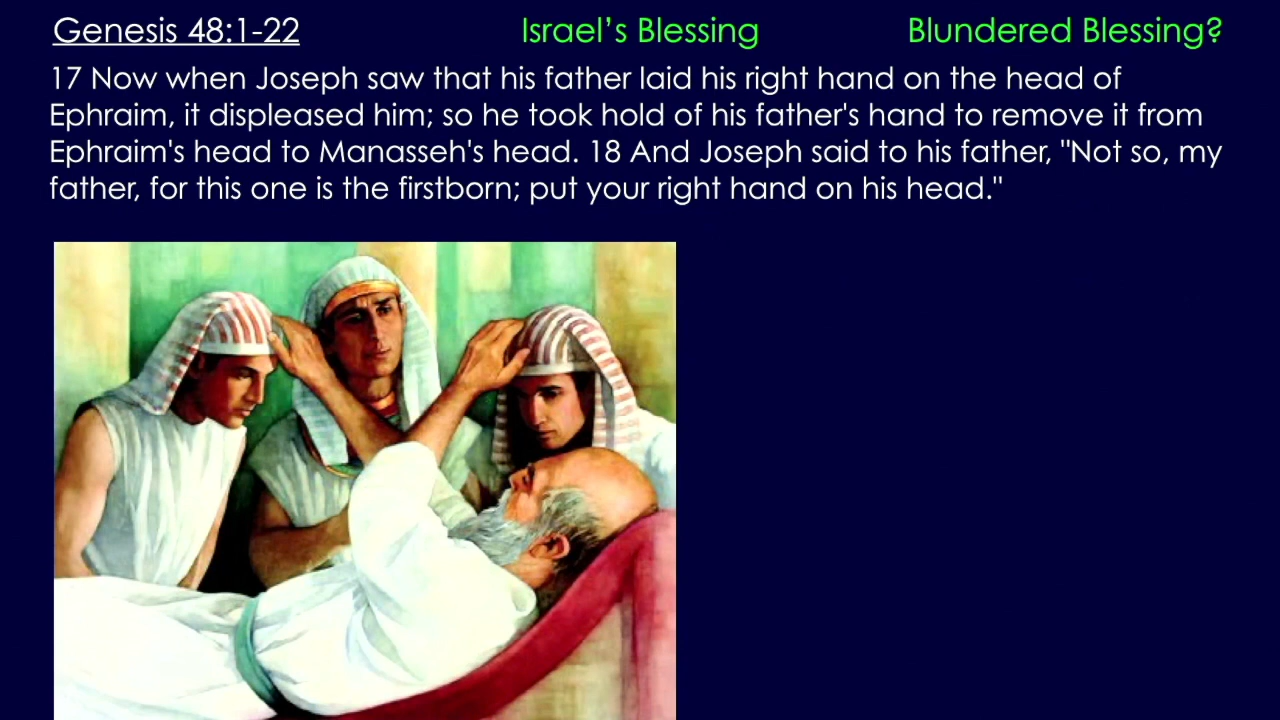 Genesis 48:1-22 Israel’s Blessing Blundered Blessing?
17 Now when Joseph saw that his father laid his right hand on the head of
Ephraim, it displeased him; so he took hold of his father's hand to remove it from
Ephraim's head to Manasseh's head. 18 And Joseph said to his father, "Not so, my
father, for this one is the firstborn; put your right hand on his head."